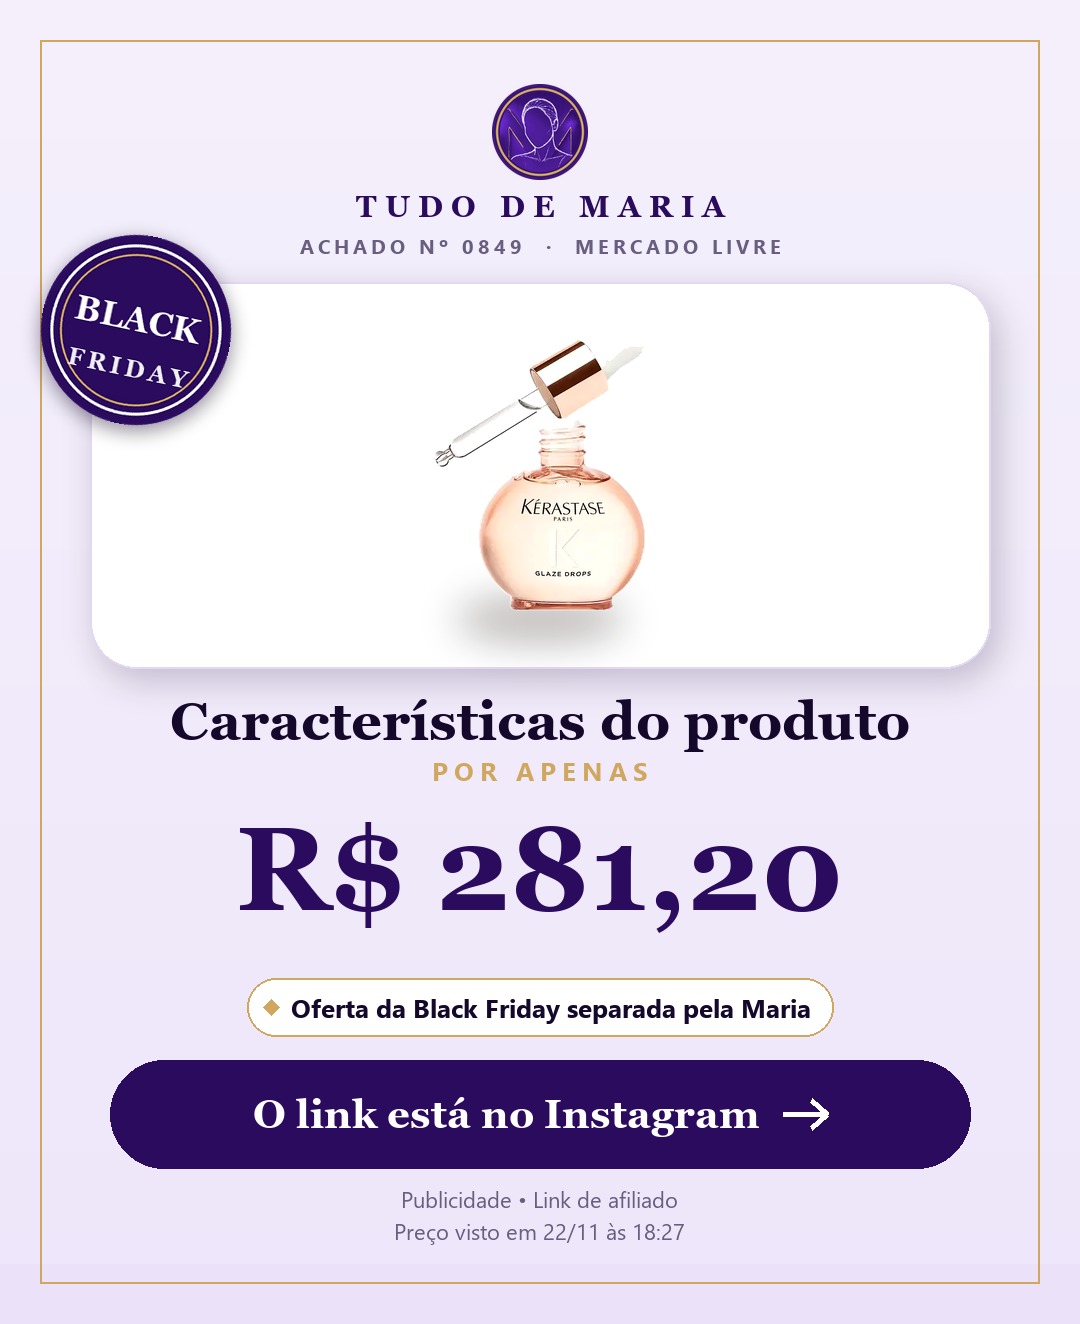 TUDO DE MARIA
ACHADO Nº 0849 · MERCADO LIVRE
BLACK
FRIDAY
KÉRASTASE
PARIS
K
GLAZE DROPS
Características do produto
POR APENAS
R$ 281,20
Oferta da Black Friday separada pela Maria
O link está no Instagram →
Publicidade • Link de afiliado
Preço visto em 22/11 às 18:27